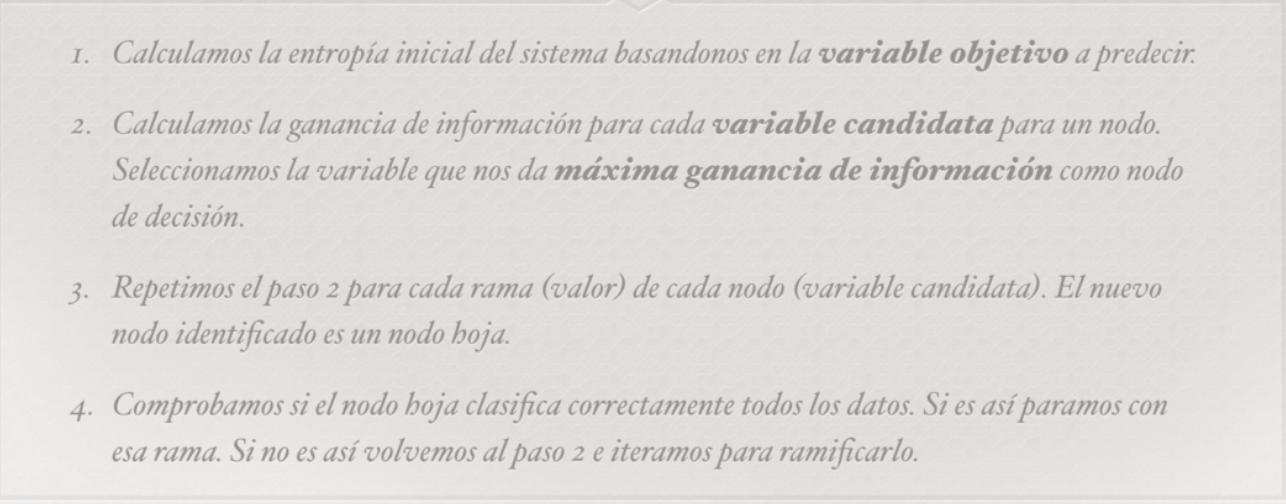 1. Calculamos la entropía inicial del sistema basandonos en la variable objetivo a predecir.
2. Calculamos la ganancia de información para cada variable candidata para un nodo.
Seleccionamos la variable que nos da máxima ganancia de información como nodo
de decisión.
3. Repetimos el paso 2 para cada rama (valor) de cada nodo (variable candidata). El nuevo
nodo identificado es un nodo hoja.
4. Comprobamos si el nodo hoja clasifica correctamente todos los datos. Si es así paramos con
esa rama. Si no es así volvemos al paso 2 e iteramos para ramificarlo.